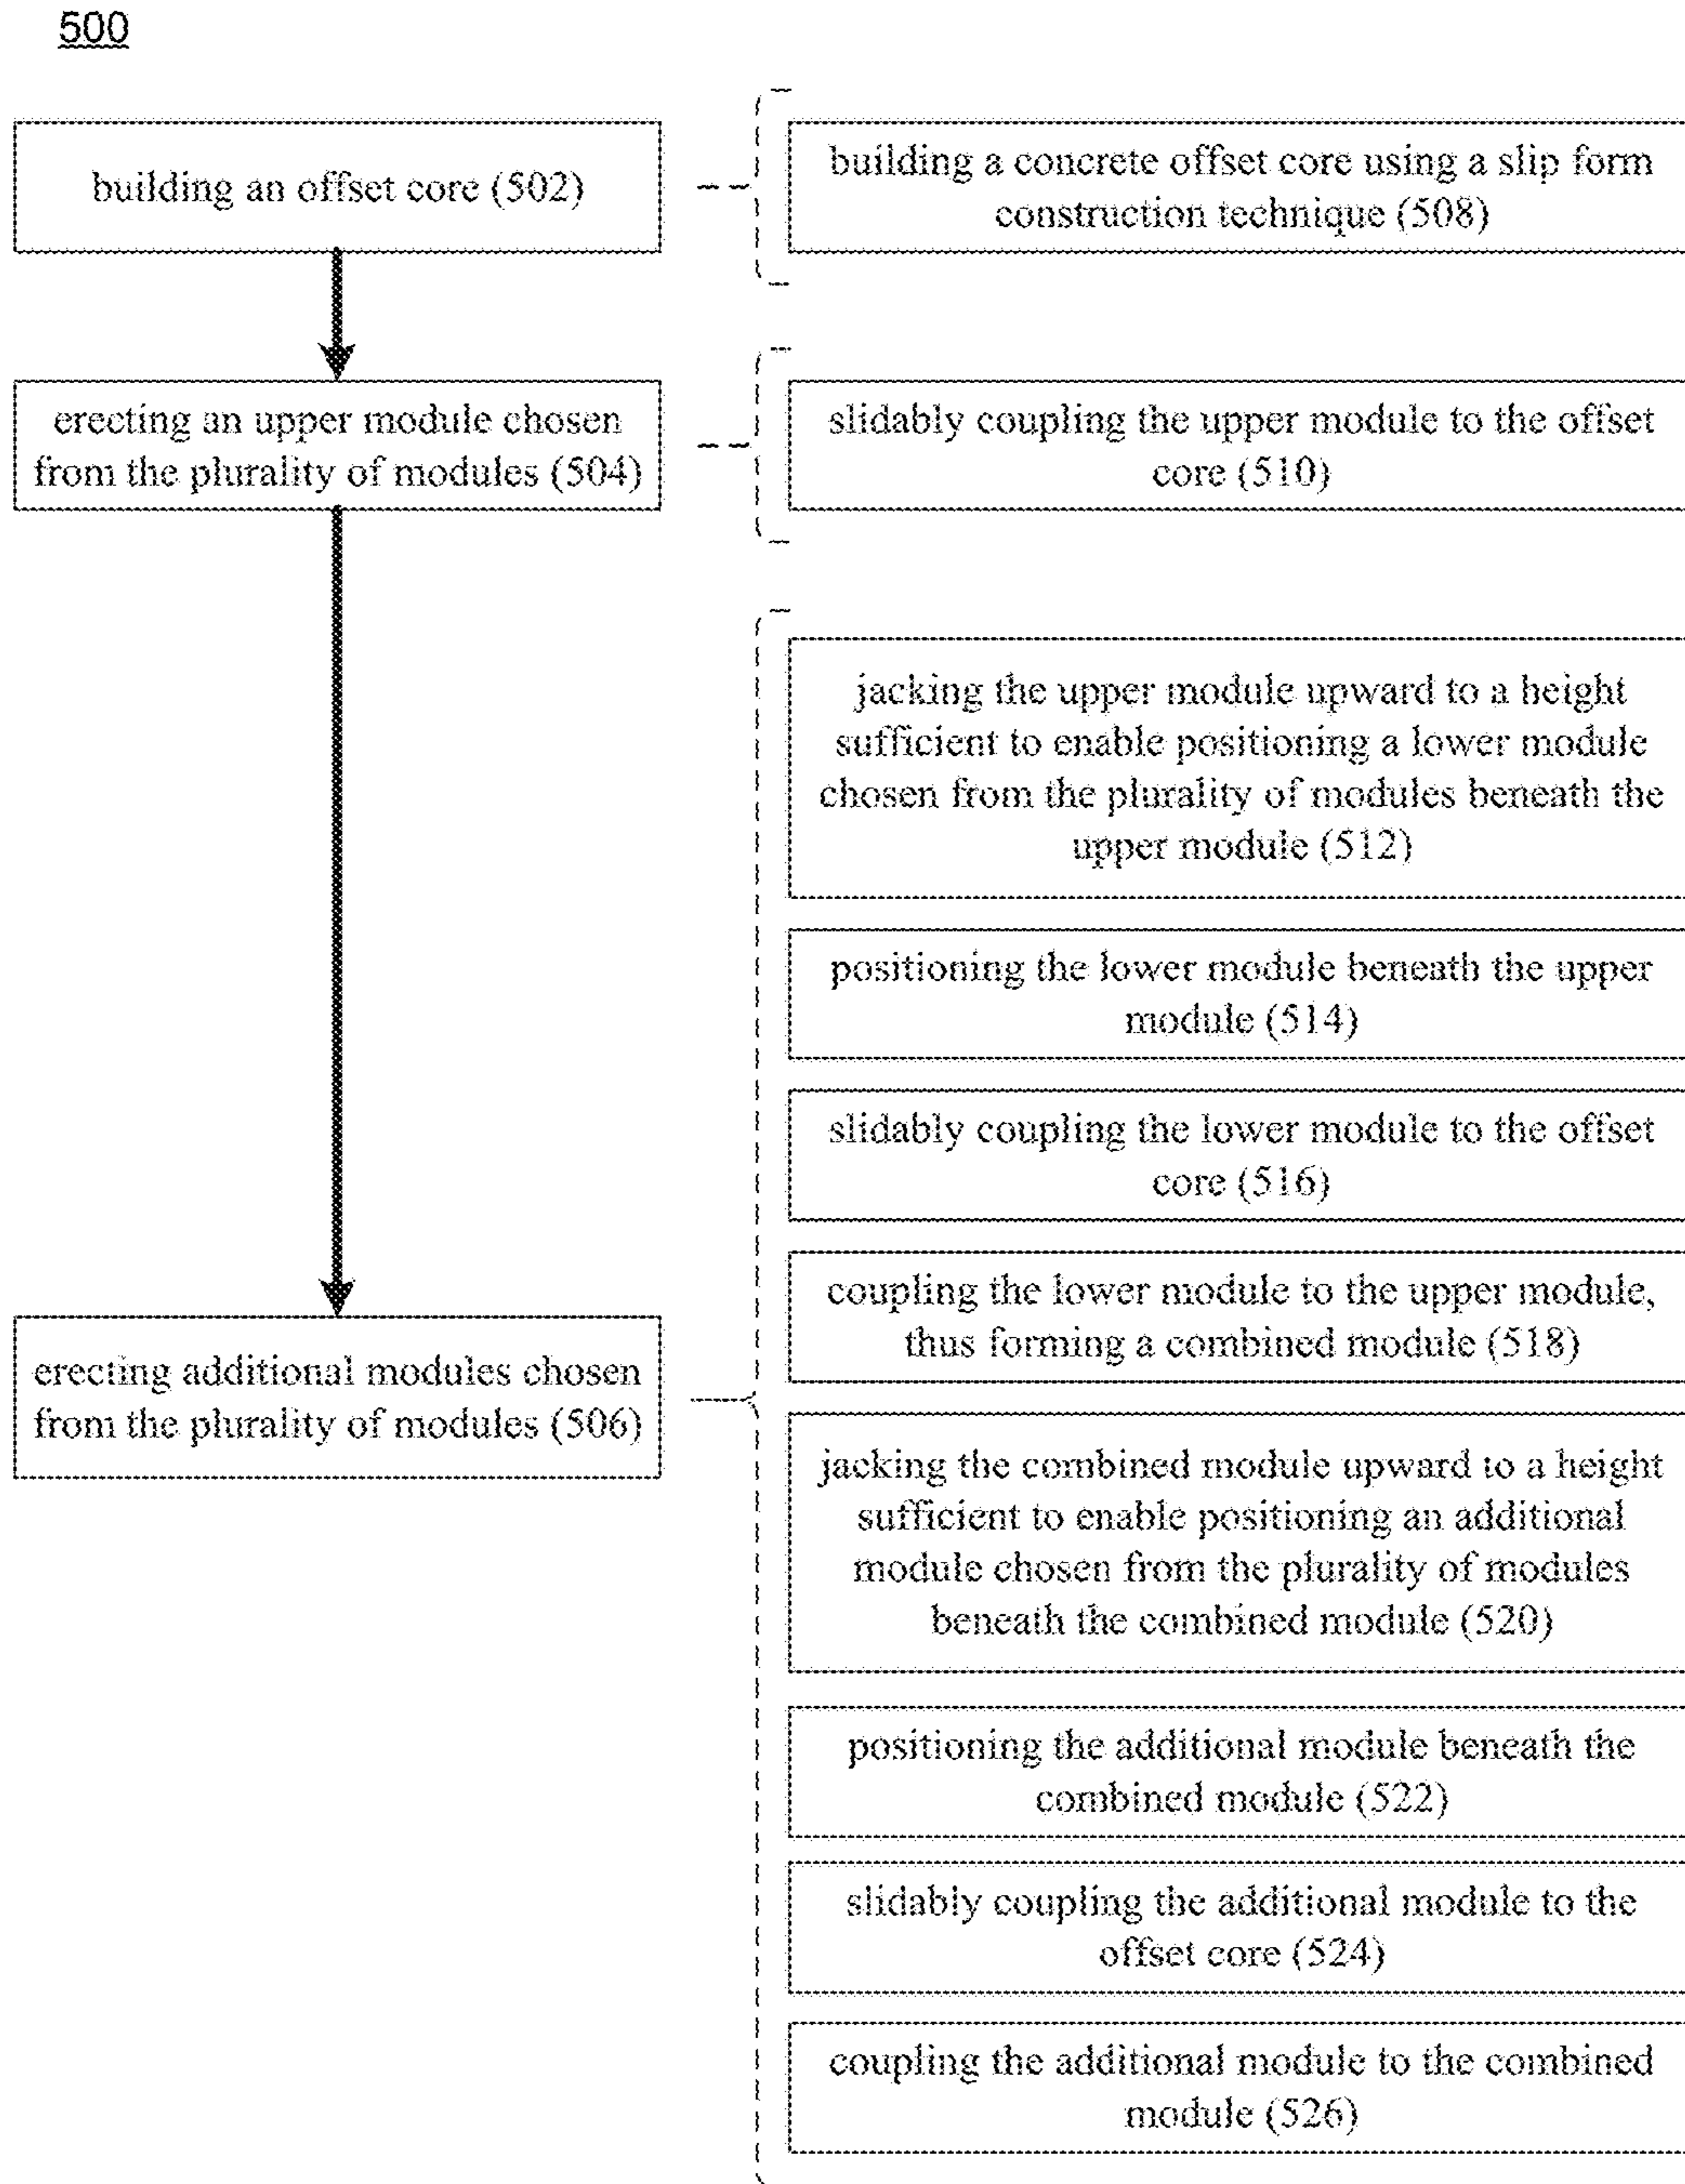 500
building an offset core (502)
building a concrete offset core using a slip form
construction technique (508)
erecting an upper module chosen
from the plurality of modules (504)
slidably coupling the upper module to the offset
core (510)
erecting additional modules chosen
from the plurality of modules (506)
jacking the upper module upward to a height
sufficient to enable positioning a lower module
chosen from the plurality of modules beneath the
upper module (512)
positioning the lower module beneath the upper
module (514)
slidably coupling the lower module to the offset
core (516)
coupling the lower module to the upper module,
thus forming a combined module (518)
jacking the combined module upward to a height
sufficient to enable positioning an additional
module chosen from the plurality of modules
beneath the combined module (520)
positioning the additional module beneath the
combined module (522)
slidably coupling the additional module to the
offset core (524)
coupling the additional module to the combined
module (526)